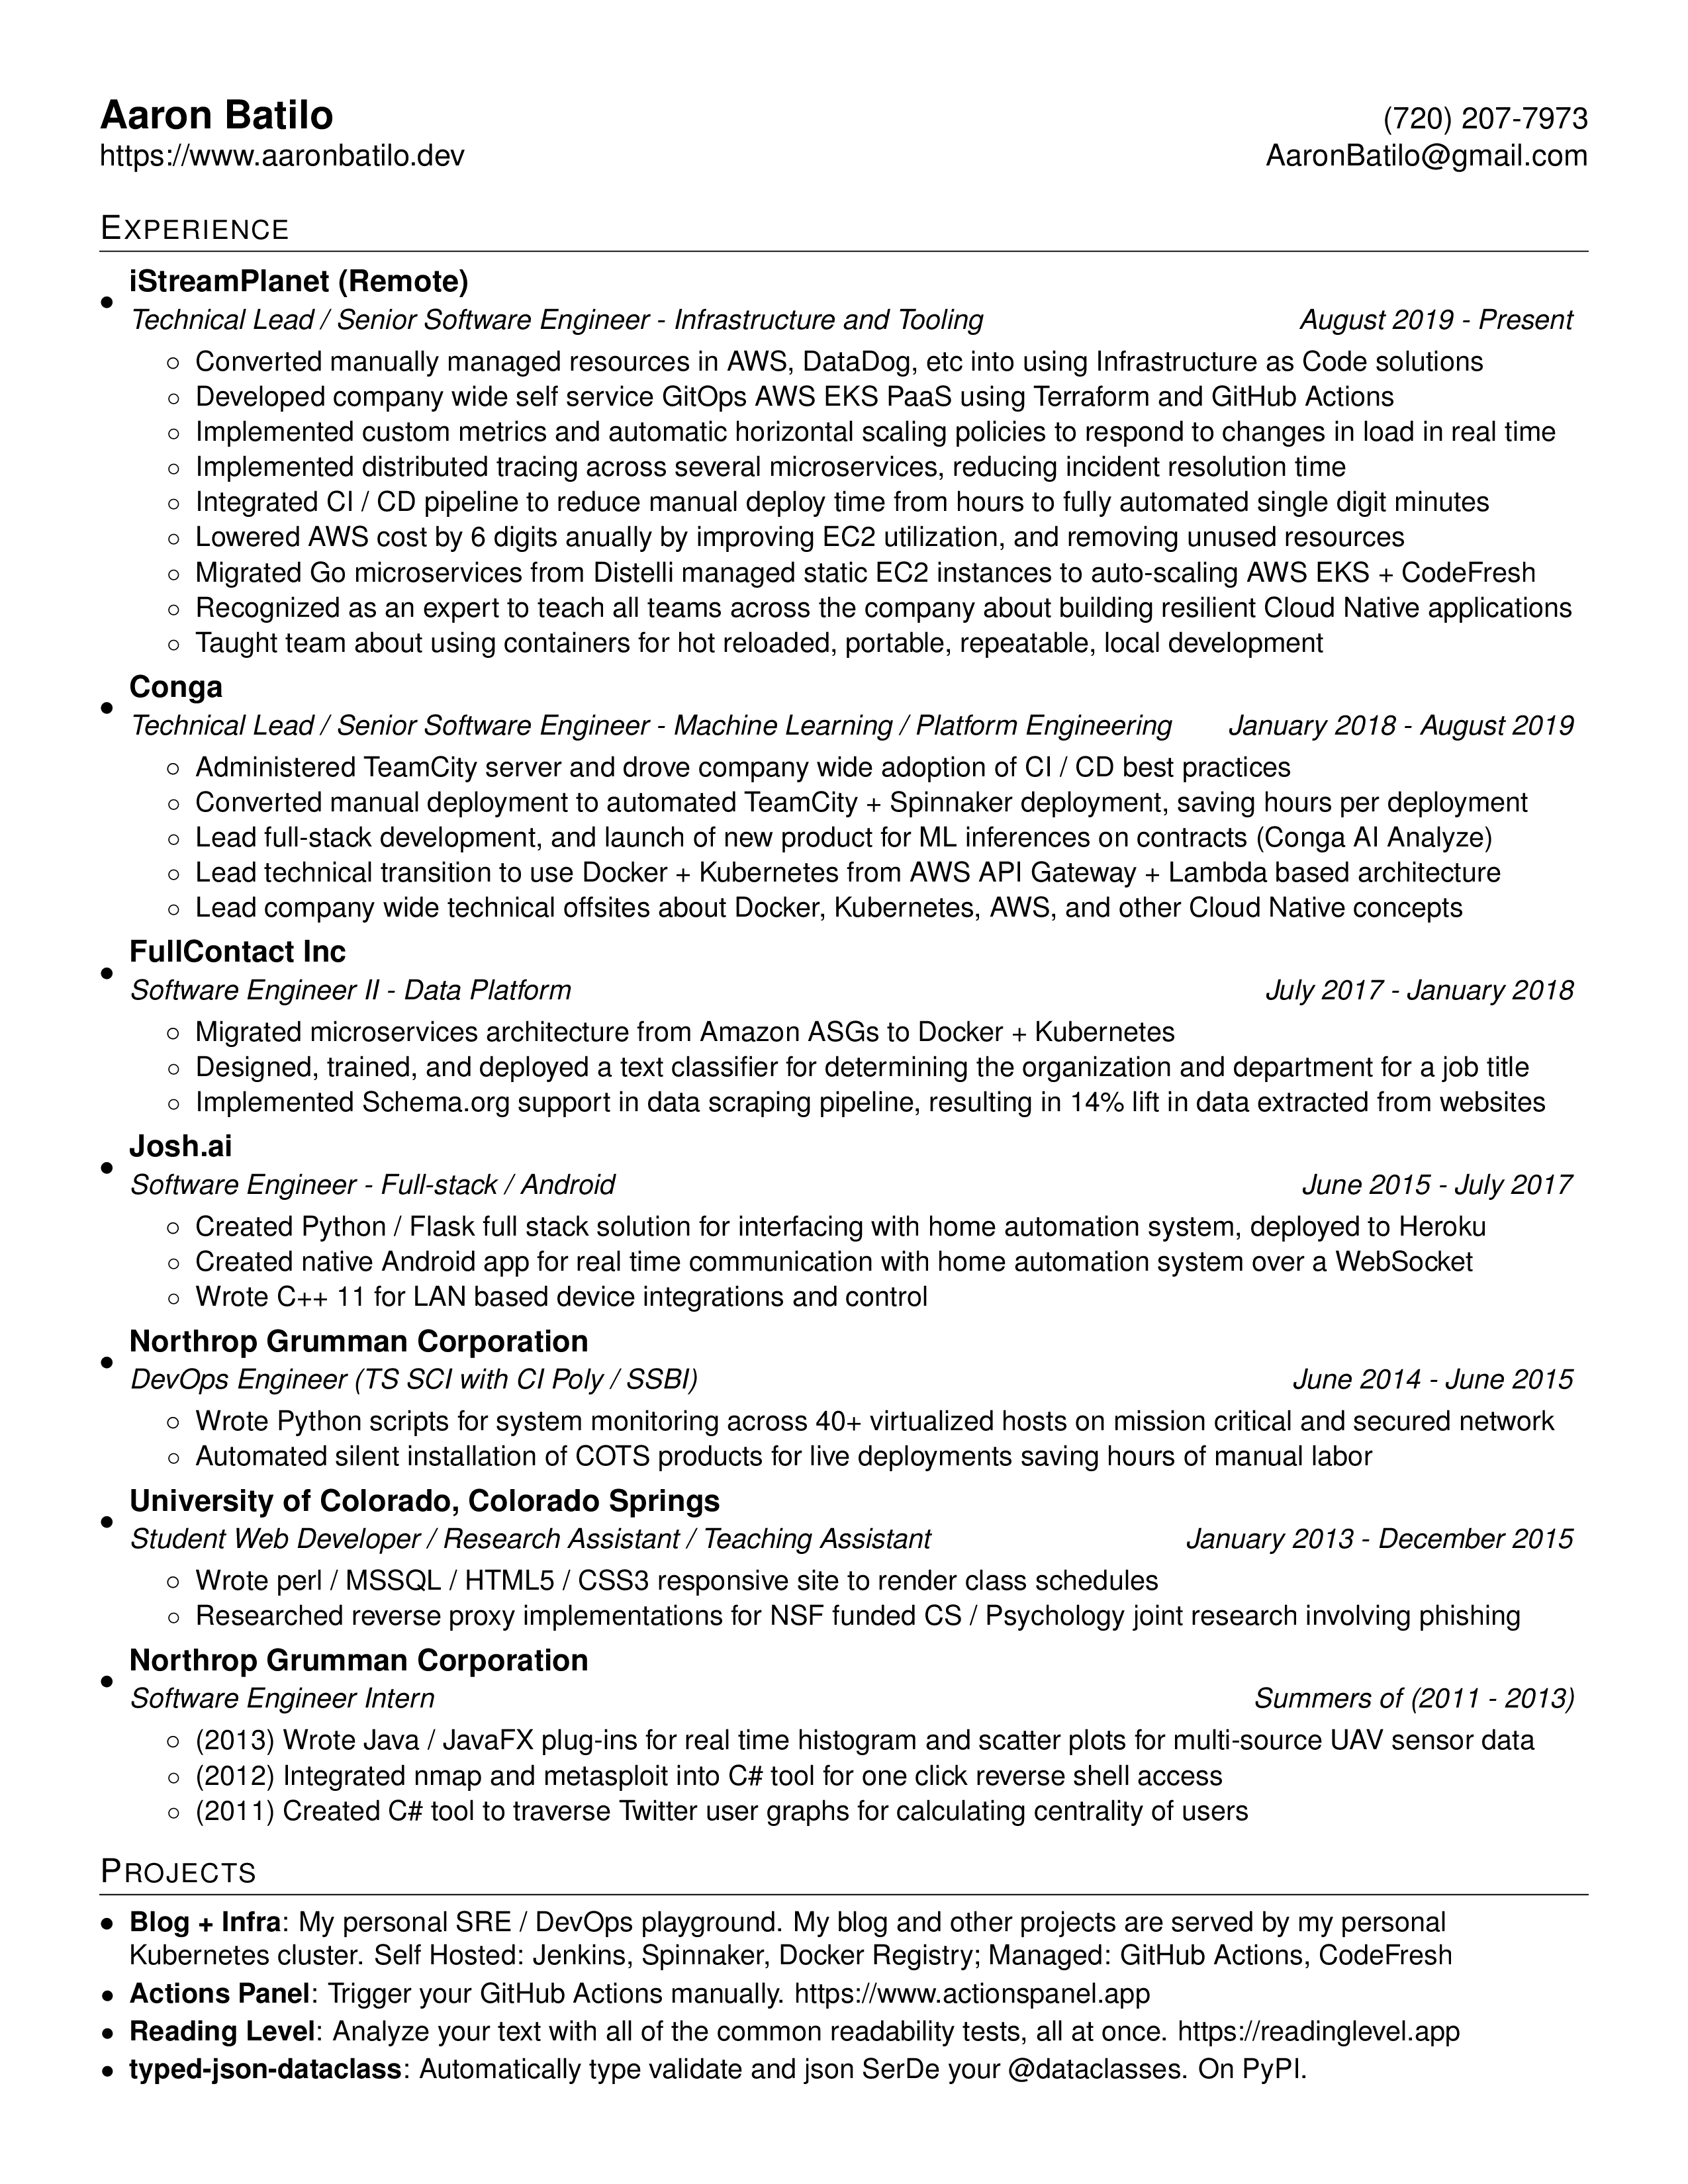 Aaron Batilo (720) 207-7973
https://www.aaronbatilo.dev AaronBatilo@gmail.com
EXPERIENCE
• iStreamPlanet (Remote)
Technical Lead / Senior Software Engineer - Infrastructure and Tooling August 2019 - Present
◦ Converted manually managed resources in AWS, DataDog, etc into using Infrastructure as Code solutions
◦ Developed company wide self service GitOps AWS EKS PaaS using Terraform and GitHub Actions
◦ Implemented custom metrics and automatic horizontal scaling policies to respond to changes in load in real time
◦ Implemented distributed tracing across several microservices, reducing incident resolution time
◦ Integrated CI / CD pipeline to reduce manual deploy time from hours to fully automated single digit minutes
◦ Lowered AWS cost by 6 digits anually by improving EC2 utilization, and removing unused resources
◦ Migrated Go microservices from Distelli managed static EC2 instances to auto-scaling AWS EKS + CodeFresh
◦ Recognized as an expert to teach all teams across the company about building resilient Cloud Native applications
◦ Taught team about using containers for hot reloaded, portable, repeatable, local development
• Conga
Technical Lead / Senior Software Engineer - Machine Learning / Platform Engineering January 2018 - August 2019
◦ Administered TeamCity server and drove company wide adoption of CI / CD best practices
◦ Converted manual deployment to automated TeamCity + Spinnaker deployment, saving hours per deployment
◦ Lead full-stack development, and launch of new product for ML inferences on contracts (Conga AI Analyze)
◦ Lead technical transition to use Docker + Kubernetes from AWS API Gateway + Lambda based architecture
◦ Lead company wide technical offsites about Docker, Kubernetes, AWS, and other Cloud Native concepts
• FullContact Inc
Software Engineer II - Data Platform July 2017 - January 2018
◦ Migrated microservices architecture from Amazon ASGs to Docker + Kubernetes
◦ Designed, trained, and deployed a text classifier for determining the organization and department for a job title
◦ Implemented Schema.org support in data scraping pipeline, resulting in 14% lift in data extracted from websites
• Josh.ai
Software Engineer - Full-stack / Android June 2015 - July 2017
◦ Created Python / Flask full stack solution for interfacing with home automation system, deployed to Heroku
◦ Created native Android app for real time communication with home automation system over a WebSocket
◦ Wrote C++ 11 for LAN based device integrations and control
• Northrop Grumman Corporation
DevOps Engineer (TS SCI with CI Poly / SSBI) June 2014 - June 2015
◦ Wrote Python scripts for system monitoring across 40+ virtualized hosts on mission critical and secured network
◦ Automated silent installation of COTS products for live deployments saving hours of manual labor
• University of Colorado, Colorado Springs
Student Web Developer / Research Assistant / Teaching Assistant January 2013 - December 2015
◦ Wrote perl / MSSQL / HTML5 / CSS3 responsive site to render class schedules
◦ Researched reverse proxy implementations for NSF funded CS / Psychology joint research involving phishing
• Northrop Grumman Corporation
Software Engineer Intern Summers of (2011 - 2013)
◦ (2013) Wrote Java / JavaFX plug-ins for real time histogram and scatter plots for multi-source UAV sensor data
◦ (2012) Integrated nmap and metasploit into C# tool for one click reverse shell access
◦ (2011) Created C# tool to traverse Twitter user graphs for calculating centrality of users
PROJECTS
• Blog + Infra: My personal SRE / DevOps playground. My blog and other projects are served by my personal
Kubernetes cluster. Self Hosted: Jenkins, Spinnaker, Docker Registry; Managed: GitHub Actions, CodeFresh
• Actions Panel: Trigger your GitHub Actions manually. https://www.actionspanel.app
• Reading Level: Analyze your text with all of the common readability tests, all at once. https://readinglevel.app
• typed-json-dataclass: Automatically type validate and json SerDe your @dataclasses. On PyPI.